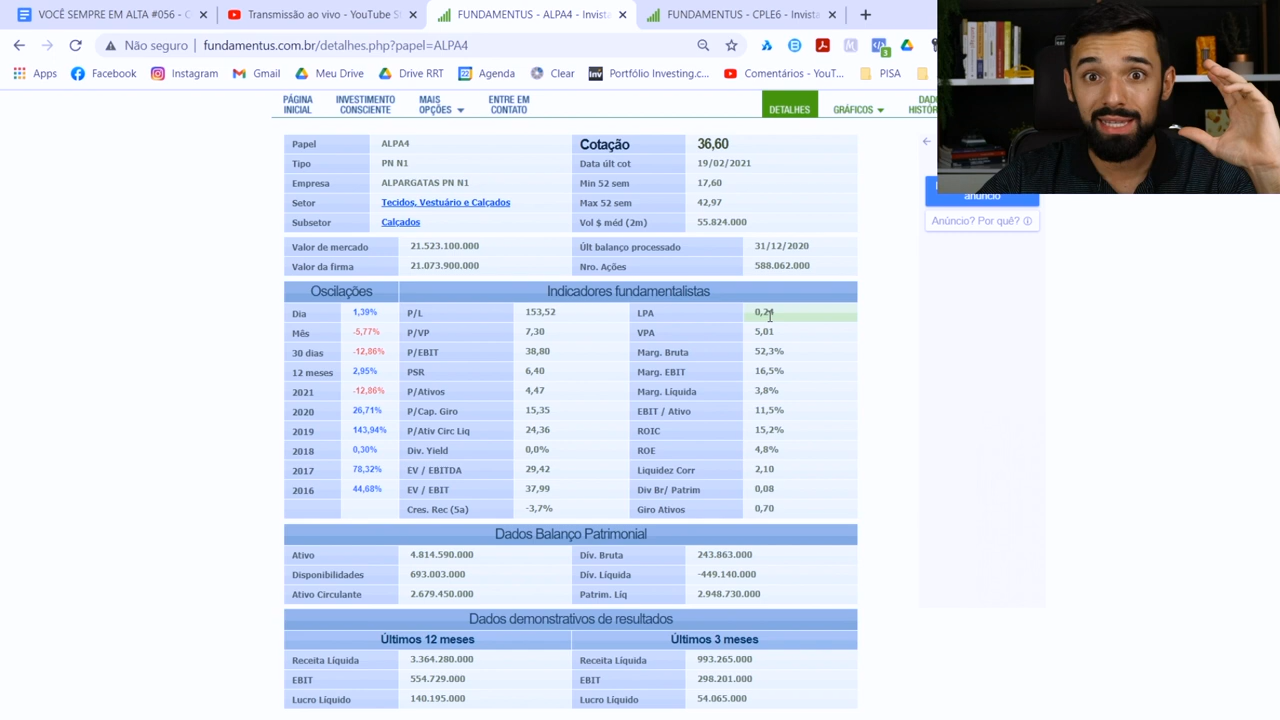 VOCÊ SEMPRE EM ALTA #056 - C
Transmissão ao vivo - YouTube S
FUNDAMENTUS - ALPA4 - Invista
FUNDAMENTUS - CPLE6 - Invista
Não seguro | fundamentus.com.br/detalhes.php?papel=ALPA4
Apps Facebook Instagram Gmail Meu Drive Drive RRT Agenda Clear Portfólio Investing.c... Comentários - YouT... PISA
PÁGINA INICIAL
INVESTIMENTO CONSCIENTE
MAIS OPÇÕES
ENTRE EM CONTATO
DETALHES
GRÁFICOS
Papel ALPA4 Cotação 36,60
Tipo PN N1 Data últ cot 19/02/2021
Empresa ALPARGATAS PN N1 Min 52 sem 17,60
Setor Tecidos, Vestuário e Calçados Max 52 sem 42,97
Subsetor Calçados Vol $ méd (2m) 55.824.000
Valor de mercado 21.523.100.000 Últ balanço processado 31/12/2020
Valor da firma 21.073.900.000 Nro. Ações 588.062.000
Oscilações Indicadores fundamentalistas
Dia 1,39% P/L 153,52 LPA 0,24
Mês -5,77% P/VP 7,30 VPA 5,01
30 dias -12,86% P/EBIT 38,80 Marg. Bruta 52,3%
12 meses 2,95% PSR 6,40 Marg. EBIT 16,5%
2021 -12,86% P/Ativos 4,47 Marg. Líquida 3,8%
2020 26,71% P/Cap. Giro 15,35 EBIT / Ativo 11,5%
2019 143,94% P/Ativ Circ Liq 24,36 ROIC 15,2%
2018 0,30% Div. Yield 0,0% ROE 4,8%
2017 78,32% EV / EBITDA 29,42 Liquidez Corr 2,10
2016 44,68% EV / EBIT 37,99 Div Br/ Patrim 0,08
Cres. Rec (5a) -3,7% Giro Ativos 0,70
Dados Balanço Patrimonial
Ativo 4.814.590.000 Dív. Bruta 243.863.000
Disponibilidades 693.003.000 Dív. Líquida -449.140.000
Ativo Circulante 2.679.450.000 Patrim. Líq 2.948.730.000
Dados demonstrativos de resultados
Últimos 12 meses Últimos 3 meses
Receita Líquida 3.364.280.000 Receita Líquida 993.265.000
EBIT 554.729.000 EBIT 298.201.000
Lucro Líquido 140.195.000 Lucro Líquido 54.065.000
anúncio
Anúncio? Por quê?